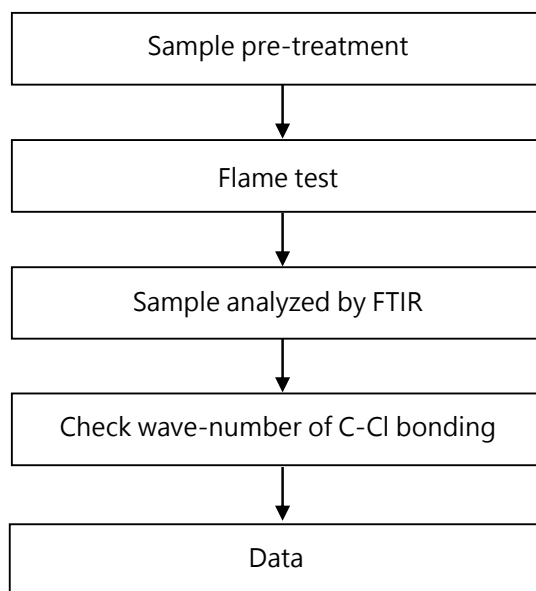 Sample pre-treatment
Flame test
Sample analyzed by FTIR
Check wave-number of C-Cl bonding
Data